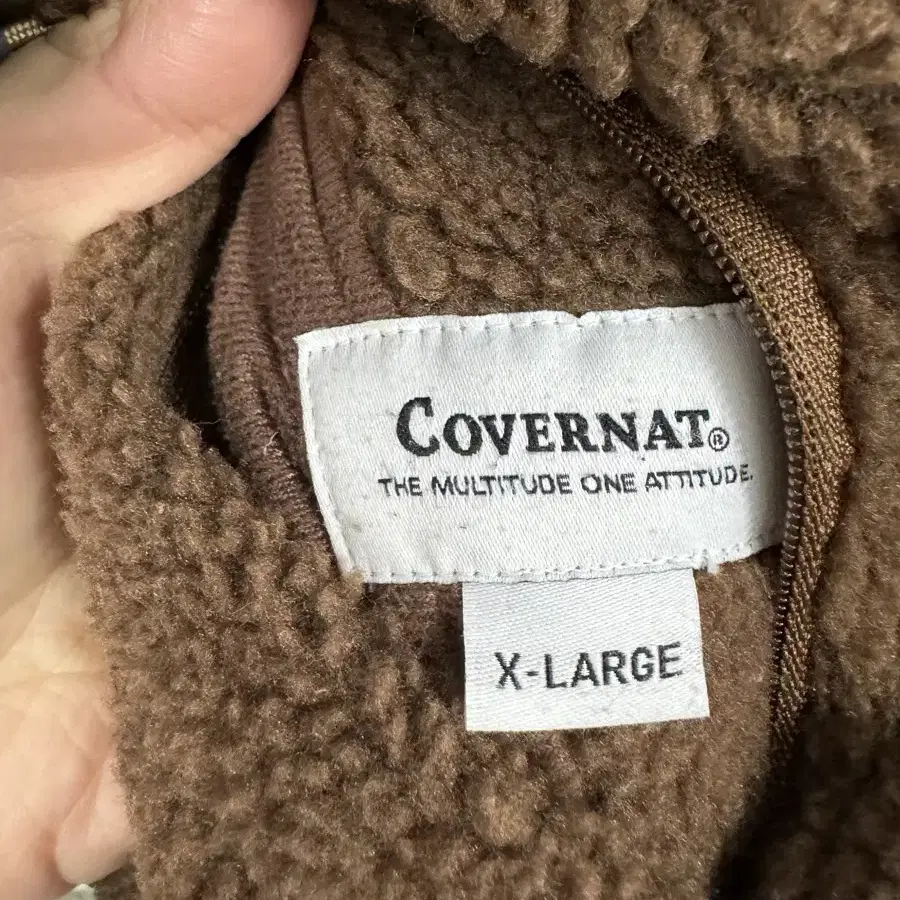 COVERNAT®
THE MULTITUDE ONE ATTITUDE.
X-LARGE